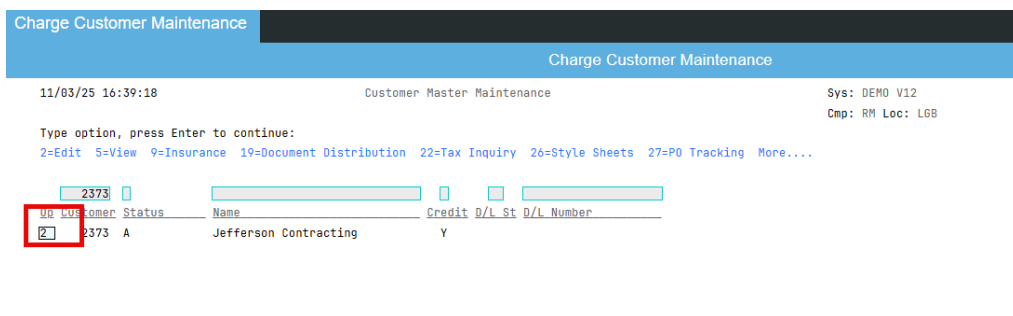 Charge Customer Maintenance
Charge Customer Maintenance
11/03/25 16:39:18 Customer Master Maintenance Sys: DEMO V12
Cmp: RM Loc: LGB
Type option, press Enter to continue:
2=Edit 5=View 9=Insurance 19=Document Distribution 22=Tax Inquiry 26=Style Sheets 27=PO Tracking More....
2373
Op Customer Status Name Credit D/L St D/L Number
2 2373 A Jefferson Contracting Y